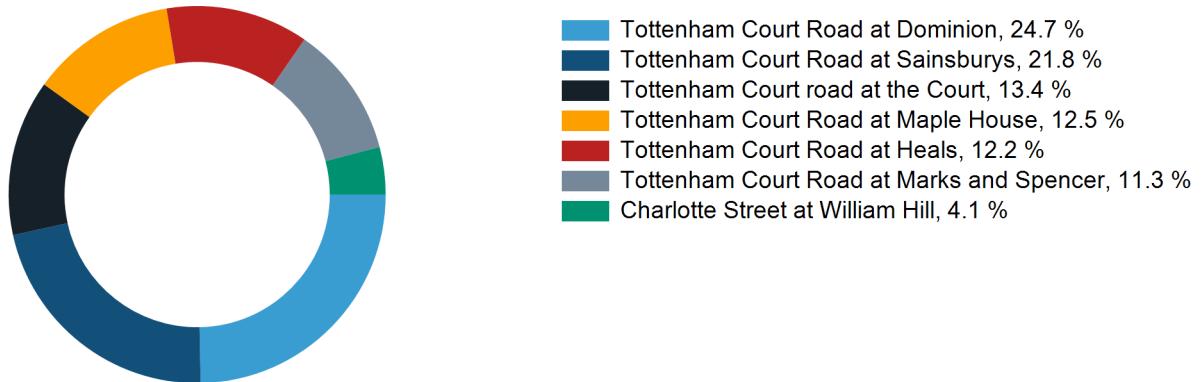 Tottenham Court Road at Dominion, 24.7 %
Tottenham Court Road at Sainsburys, 21.8 %
Tottenham Court road at the Court, 13.4 %
Tottenham Court Road at Maple House, 12.5 %
Tottenham Court Road at Heals, 12.2 %
Tottenham Court Road at Marks and Spencer, 11.3 %
Charlotte Street at William Hill, 4.1 %